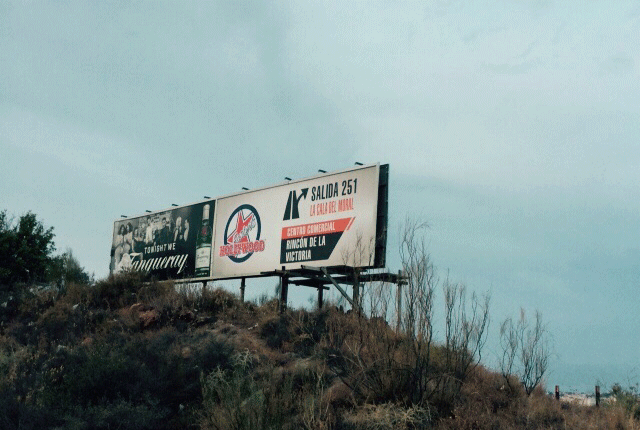 TONIGHT WE
Tanqueray
HOLLYWOOD
SALIDA 251
LA CALA DEL MORAL
CENTRO COMERCIAL
RINCÓN DE LA
VICTORIA